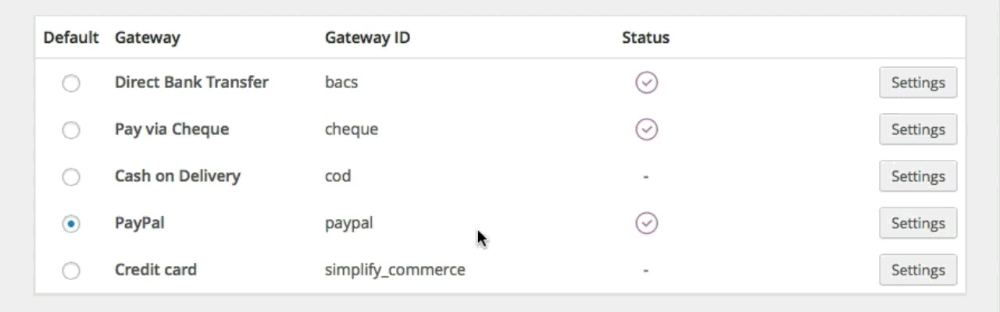 Default Gateway Gateway ID Status
Direct Bank Transfer bacs Settings
Pay via Cheque cheque Settings
Cash on Delivery cod - Settings
PayPal paypal Settings
Credit card simplify_commerce - Settings